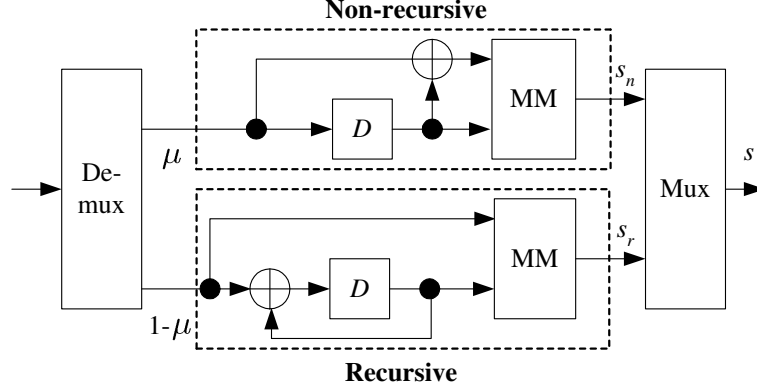 Non-recursive
De-
mux
μ
D
MM
s_n
Mux
s
1-μ
D
MM
s_r
Recursive